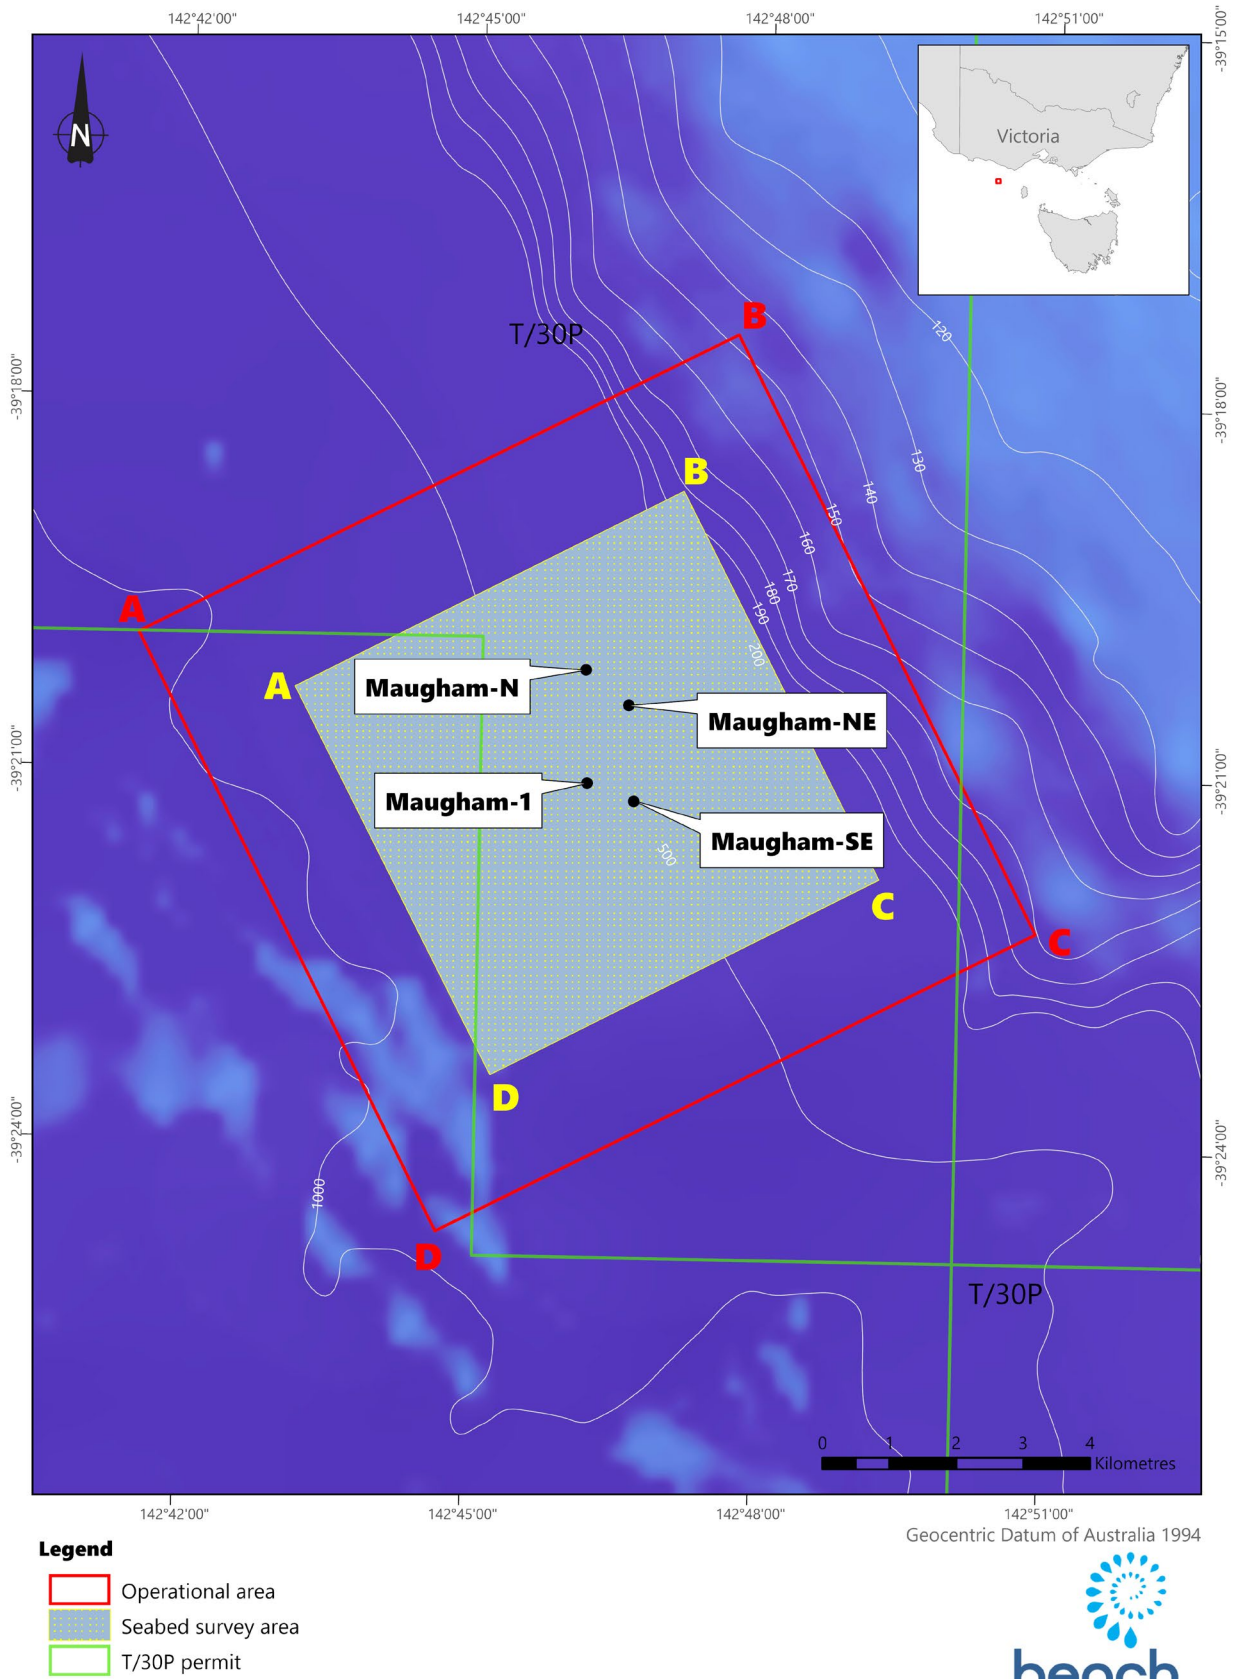 142°42'00"
142°45'00"
142°48'00"
142°51'00"
-39°15'00"
N
Victoria
T/30P
B
120
-39°18'00"
-39°18'00"
130
B
140
150
160
170
180
190
A
200
A
Maugham-N
Maugham-NE
-39°21'00"
-39°21'00"
Maugham-1
Maugham-SE
500
C
C
D
-39°24'00"
-39°24'00"
1000
D
T/30P
0 1 2 3 4
Kilometres
142°42'00"
142°45'00"
142°48'00"
142°51'00"
Geocentric Datum of Australia 1994
Legend
Operational area
Seabed survey area
T/30P permit
beach